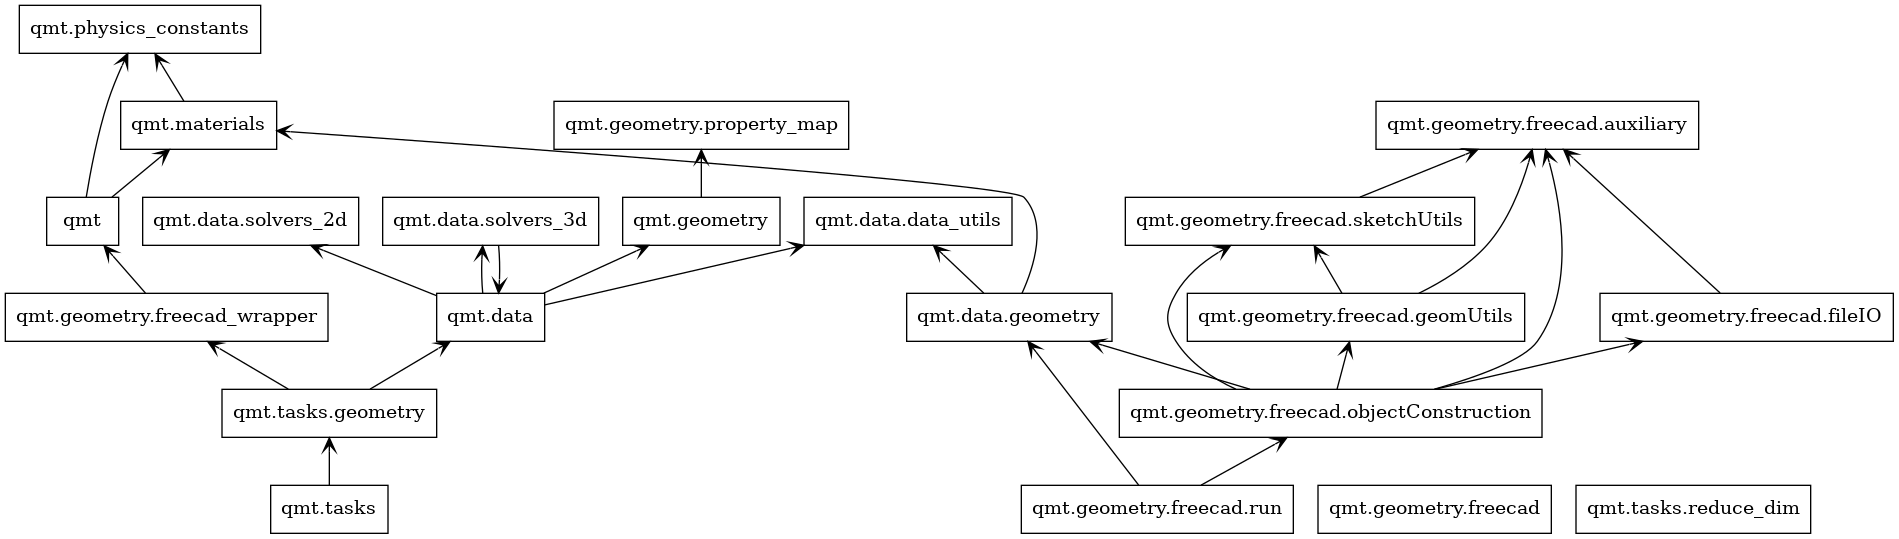 qmt.physics_constants
qmt.materials
qmt.geometry.property_map
qmt.geometry.freecad.auxiliary
qmt
qmt.data.solvers_2d
qmt.data.solvers_3d
qmt.geometry
qmt.data.data_utils
qmt.geometry.freecad.sketchUtils
qmt.geometry.freecad_wrapper
qmt.data
qmt.data.geometry
qmt.geometry.freecad.geomUtils
qmt.geometry.freecad.fileIO
qmt.tasks.geometry
qmt.geometry.freecad.objectConstruction
qmt.tasks
qmt.geometry.freecad.run
qmt.geometry.freecad
qmt.tasks.reduce_dim